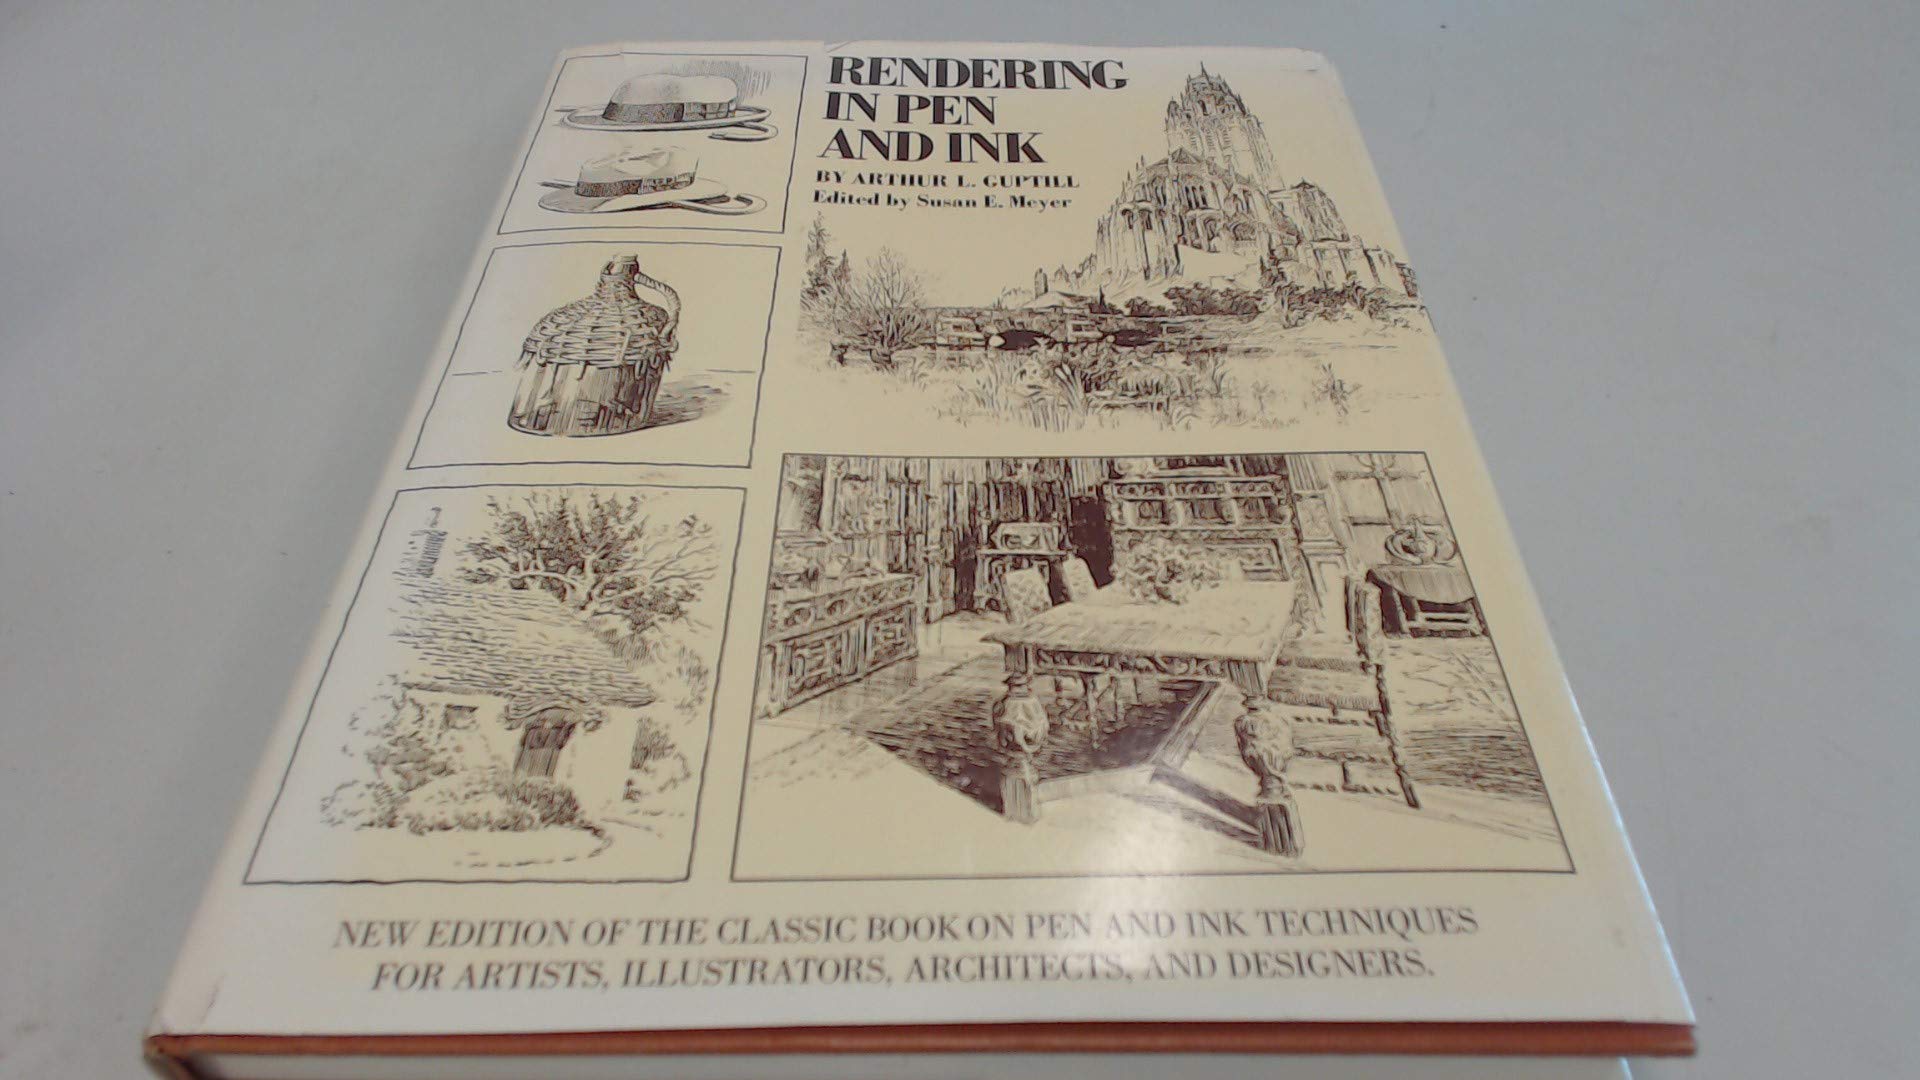 RENDERING
IN PEN
AND INK
BY ARTHUR L. GUPTILL
Edited by Susan E. Meyer
NEW EDITION OF THE CLASSIC BOOK ON PEN AND INK TECHNIQUES
FOR ARTISTS, ILLUSTRATORS, ARCHITECTS, AND DESIGNERS.